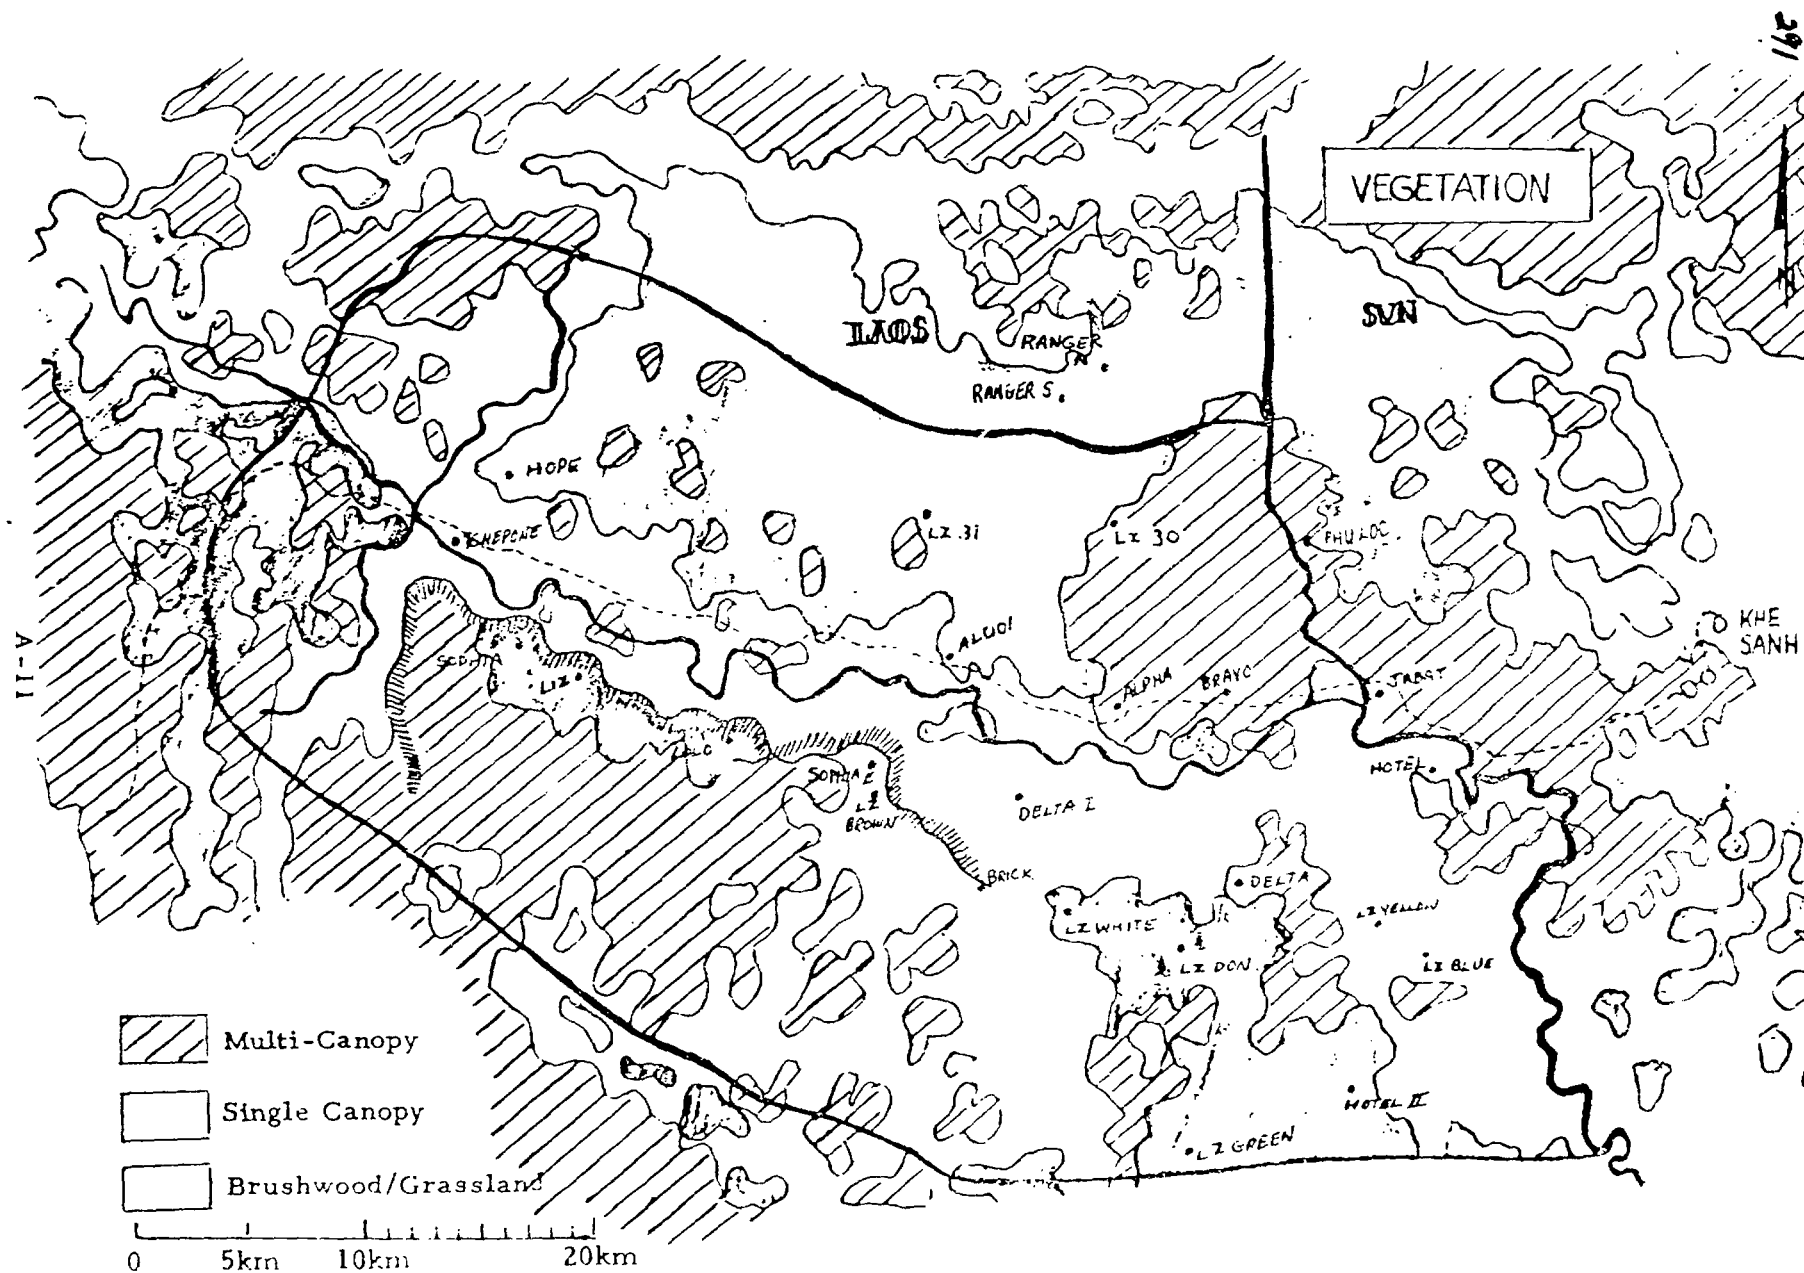 291
VEGETATION
LAOS
SVN
RANGER
N.
RANGER S.
HOPE
TCHEPONE
LZ 31
LZ 30
PHU LOC
KHE
SANH
ALUOI
SOPHIA
LIZ
ALPHA
BRAVO
LOLO
HOTEL
SOPHIA E
LZ
BROWN
DELTA I
BRICK
DELTA
LZ WHITE
LZ YELLOW
LZ DON
LZ BLUE
HOTEL II
LZ GREEN
A-11
Multi-Canopy
Single Canopy
Brushwood/Grassland
0 5km 10km 20km